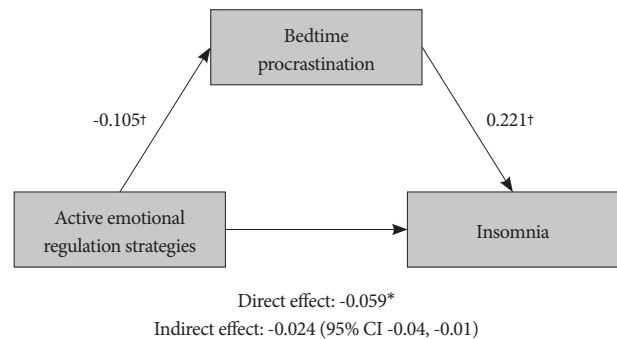 Bedtime
procrastination
-0.105†
0.221†
Active emotional
regulation strategies
Insomnia
Direct effect: -0.059*
Indirect effect: -0.024 (95% CI -0.04, -0.01)